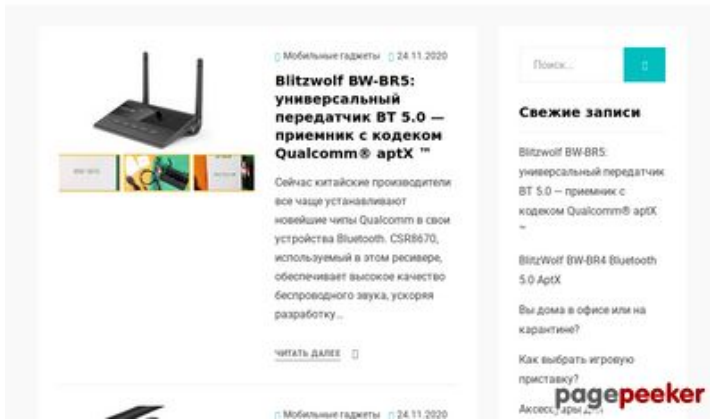 Мобильные гаджеты 24.11.2020
Blitzwolf BW-BR5:
универсальный
передатчик BT 5.0 —
приемник с кодеком
Qualcomm® aptX ™
Сейчас китайские производители
все чаще устанавливают
новейшие чипы Qualcomm в свои
устройства Bluetooth. CSR8670,
используемый в этом ресивере,
обеспечивает высокое качество
беспроводного звука, ускоряя
разработку...
ЧИТАТЬ ДАЛЕЕ
Мобильные гаджеты 24.11.2020
Поиск...
Свежие записи
Blitzwolf BW-BR5:
универсальный передатчик
BT 5.0 — приемник с
кодеком Qualcomm® aptX
™
BlitzWolf BW-BR4 Bluetooth
5.0 AptX
Вы дома в офисе или на
карантине?
Как выбрать игровую
приставку?
pagepeeker